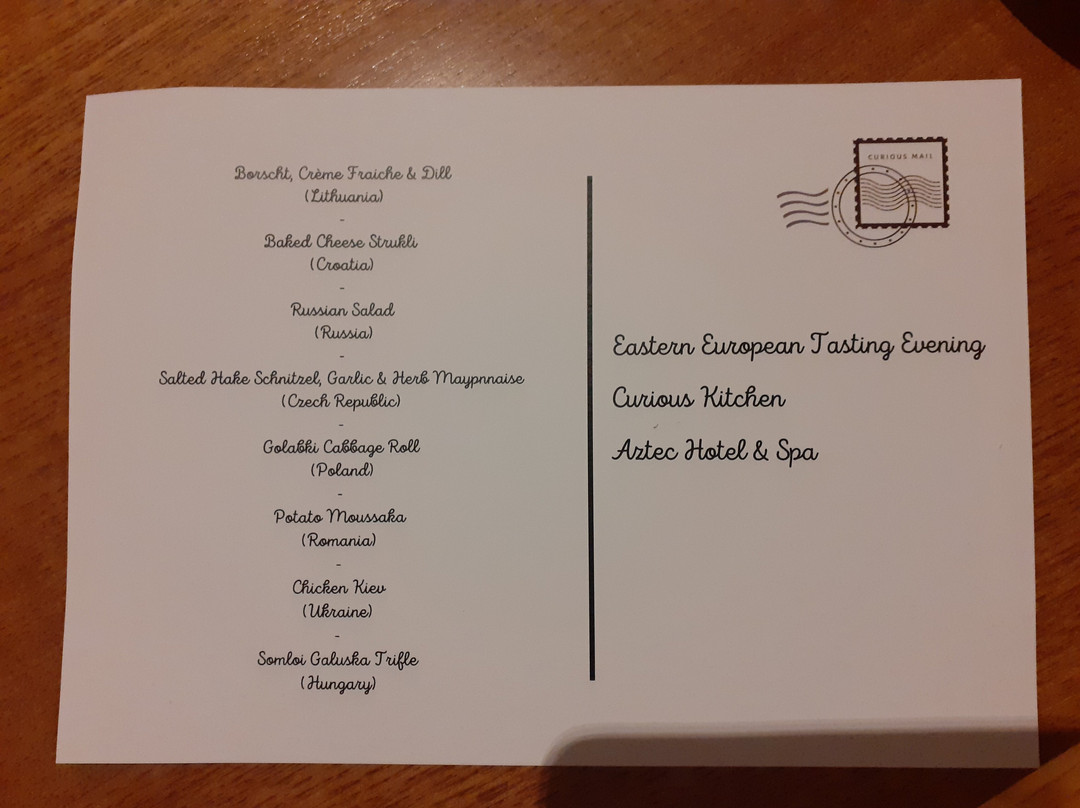 Borscht, Crème Fraiche & Dill
(Lithuania)
-
Baked Cheese Strukli
(Croatia)
-
Russian Salad
(Russia)
-
Salted Hake Schnitzel, Garlic & Herb Maypnnaise
(Czech Republic)
-
Golabki Cabbage Roll
(Poland)
-
Potato Moussaka
(Romania)
-
Chicken Kiev
(Ukraine)
-
Somloi Galuska Trifle
(Hungary)
CURIOUS MAIL
Eastern European Tasting Evening
Curious Kitchen
Aztec Hotel & Spa